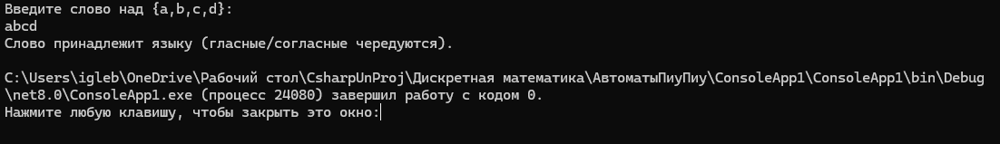 Введите слово над {a,b,c,d}:
abcd
Слово принадлежит языку (гласные/согласные чередуются).
C:\Users\igleb\OneDrive\Рабочий стол\CsharpUnProj\Дискретная математика\АвтоматыПиуПиу\ConsoleApp1\ConsoleApp1\bin\Debug
\net8.0\ConsoleApp1.exe (процесс 24080) завершил работу с кодом 0.
Нажмите любую клавишу, чтобы закрыть это окно: